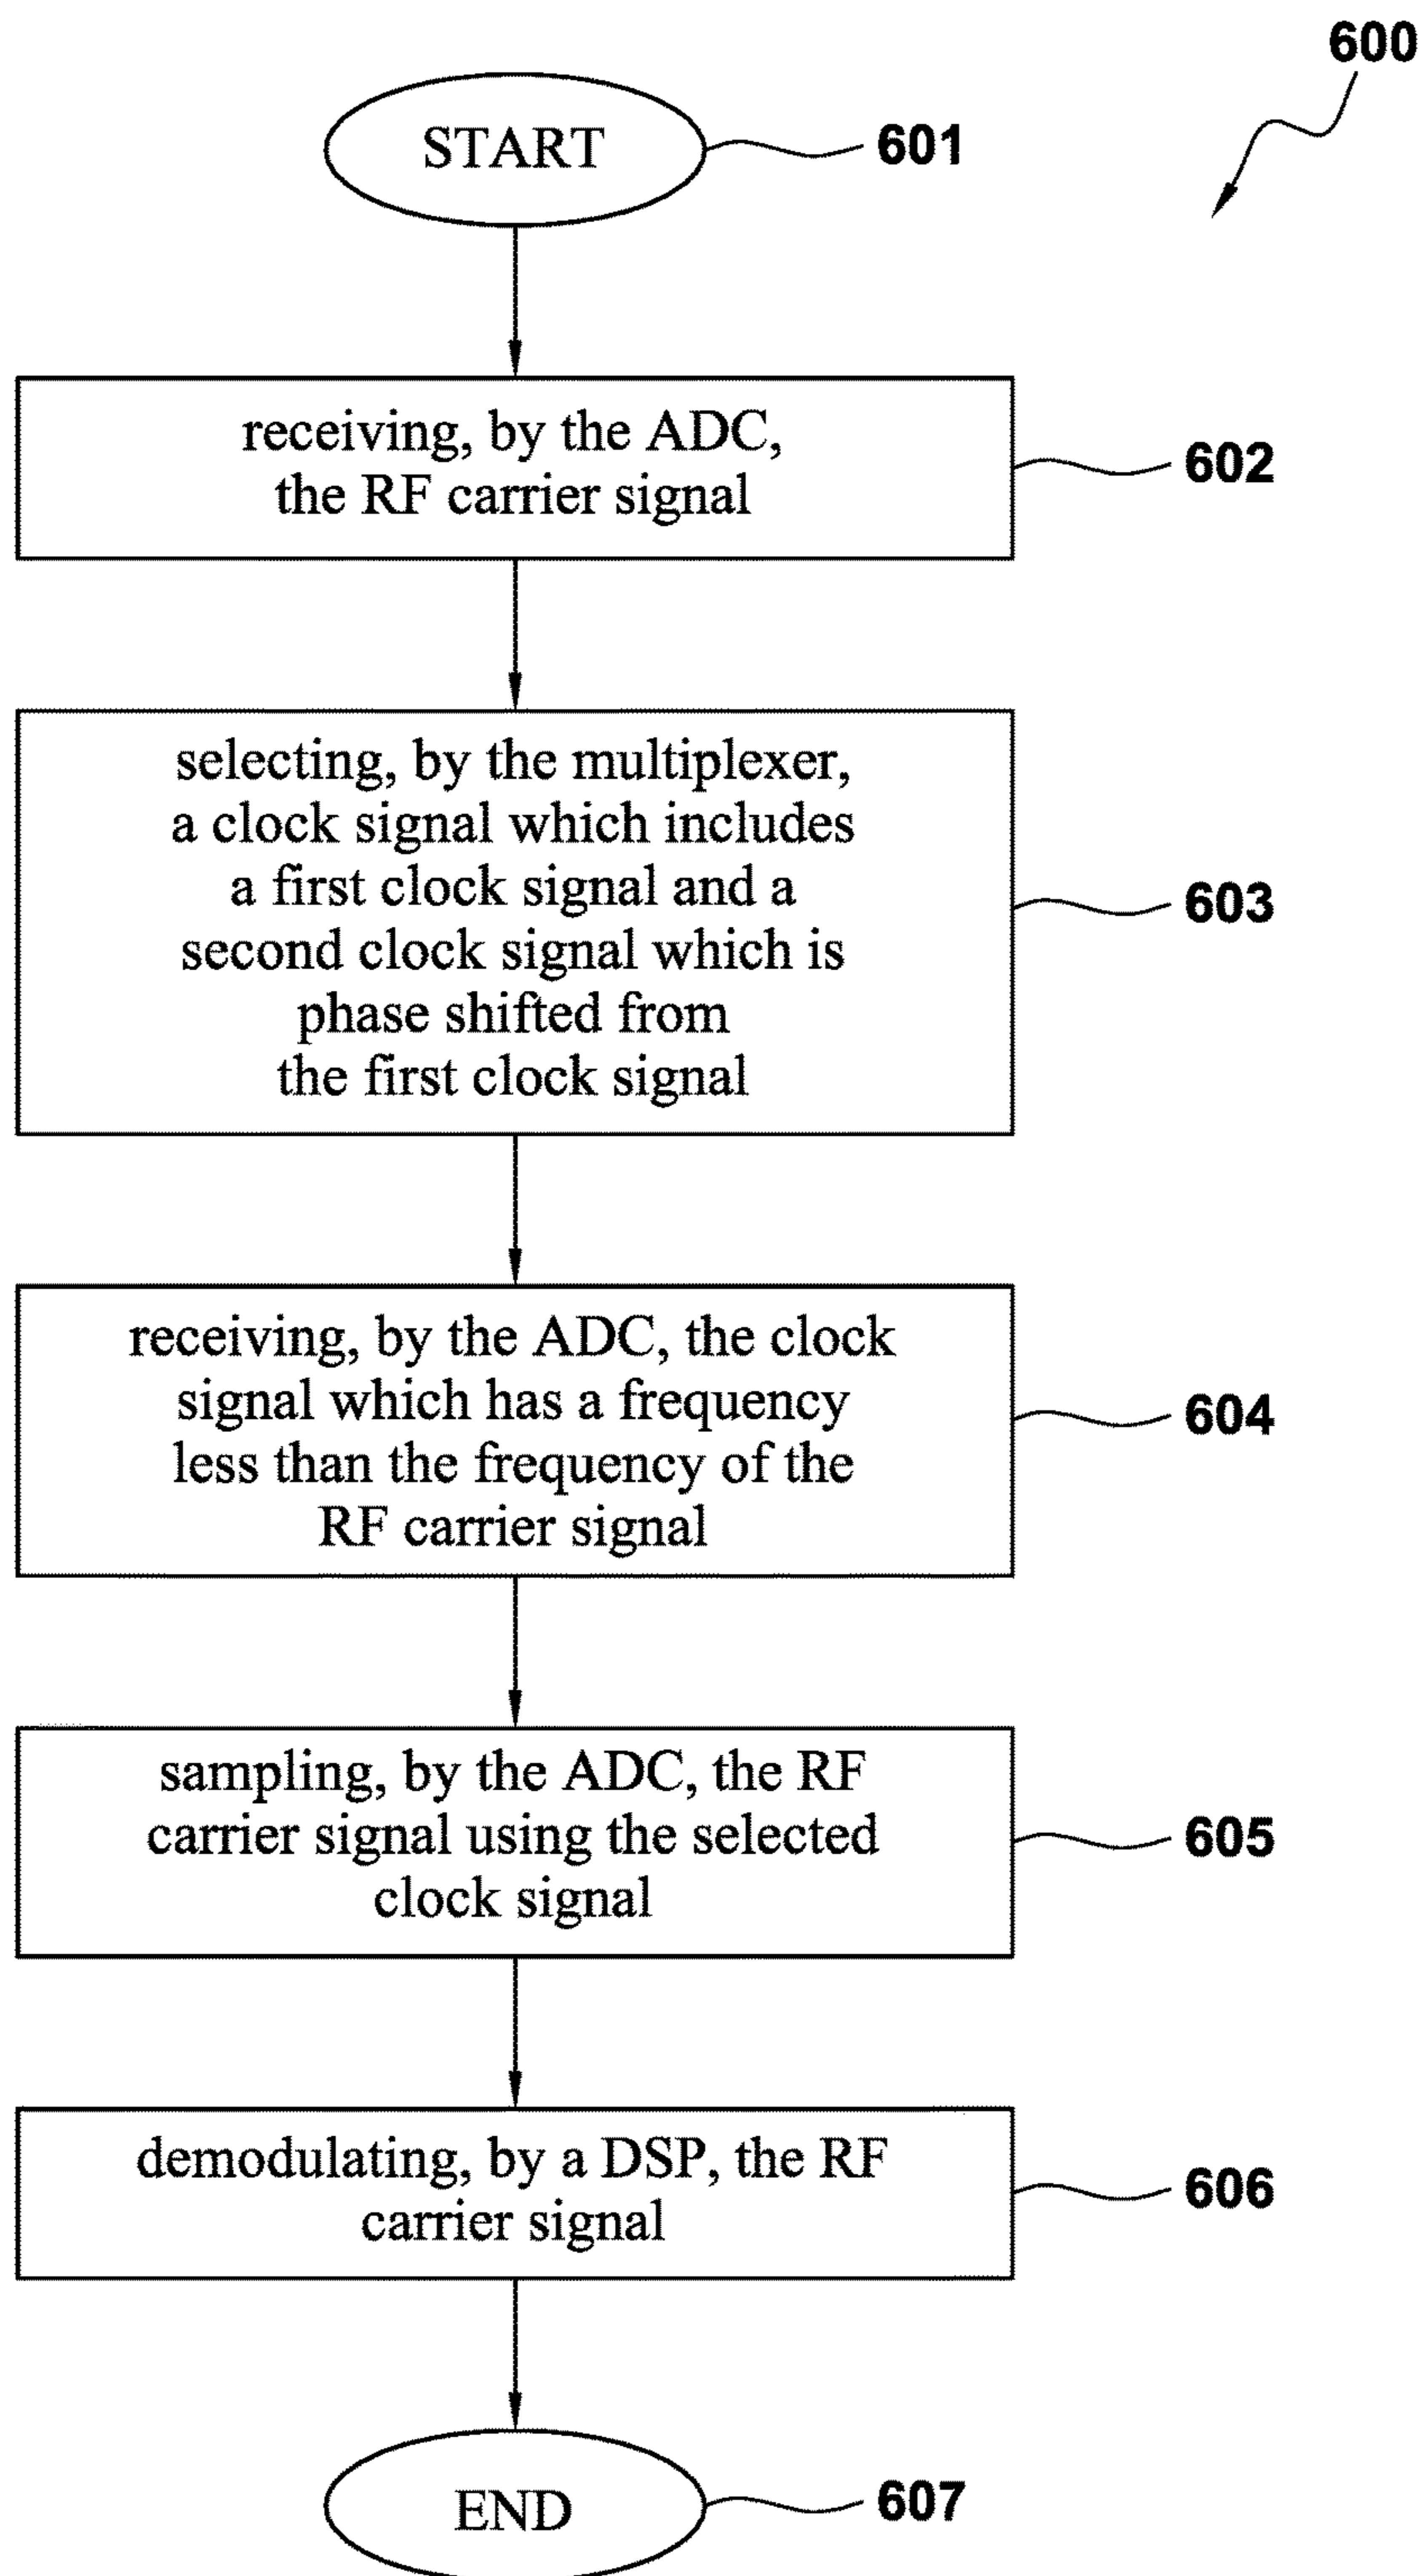 600
START
601
receiving, by the ADC,
the RF carrier signal
602
selecting, by the multiplexer,
a clock signal which includes
a first clock signal and a
second clock signal which is
phase shifted from
the first clock signal
603
receiving, by the ADC, the clock
signal which has a frequency
less than the frequency of the
RF carrier signal
604
sampling, by the ADC, the RF
carrier signal using the selected
clock signal
605
demodulating, by a DSP, the RF
carrier signal
606
END
607